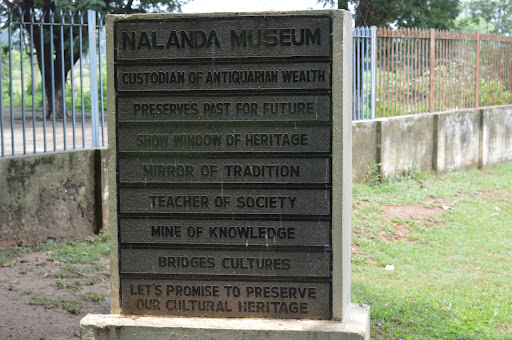 NALANDA MUSEUM
CUSTODIAN OF ANTIQUARIAN WEALTH
PRESERVES PAST FOR FUTURE
SHOW WINDOW OF HERITAGE
MIRROR OF TRADITION
TEACHER OF SOCIETY
MINE OF KNOWLEDGE
BRIDGES CULTURES
LET'S PROMISE TO PRESERVE
OUR CULTURAL HERITAGE